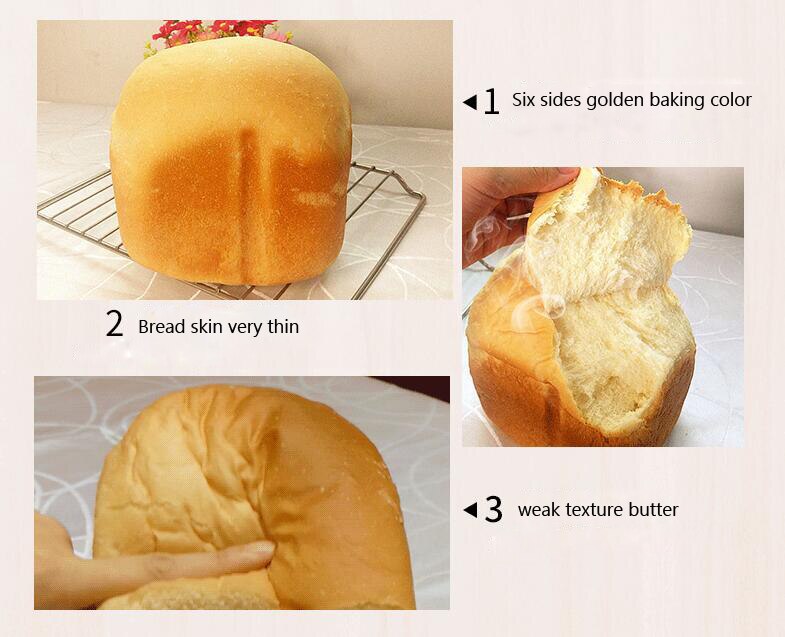 1 Six sides golden baking color
2 Bread skin very thin
3 weak texture butter